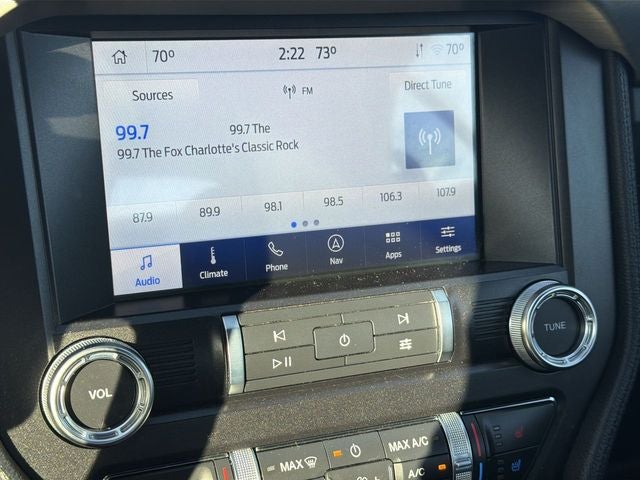 70° 2:22 73° 70°
Sources FM Direct Tune
99.7 99.7 The
99.7 The Fox Charlotte's Classic Rock
87.9 89.9 98.1 98.5 106.3 107.9
Audio Climate Phone Nav Apps Settings
VOL
TUNE
MAX
MAX A/C
A/C